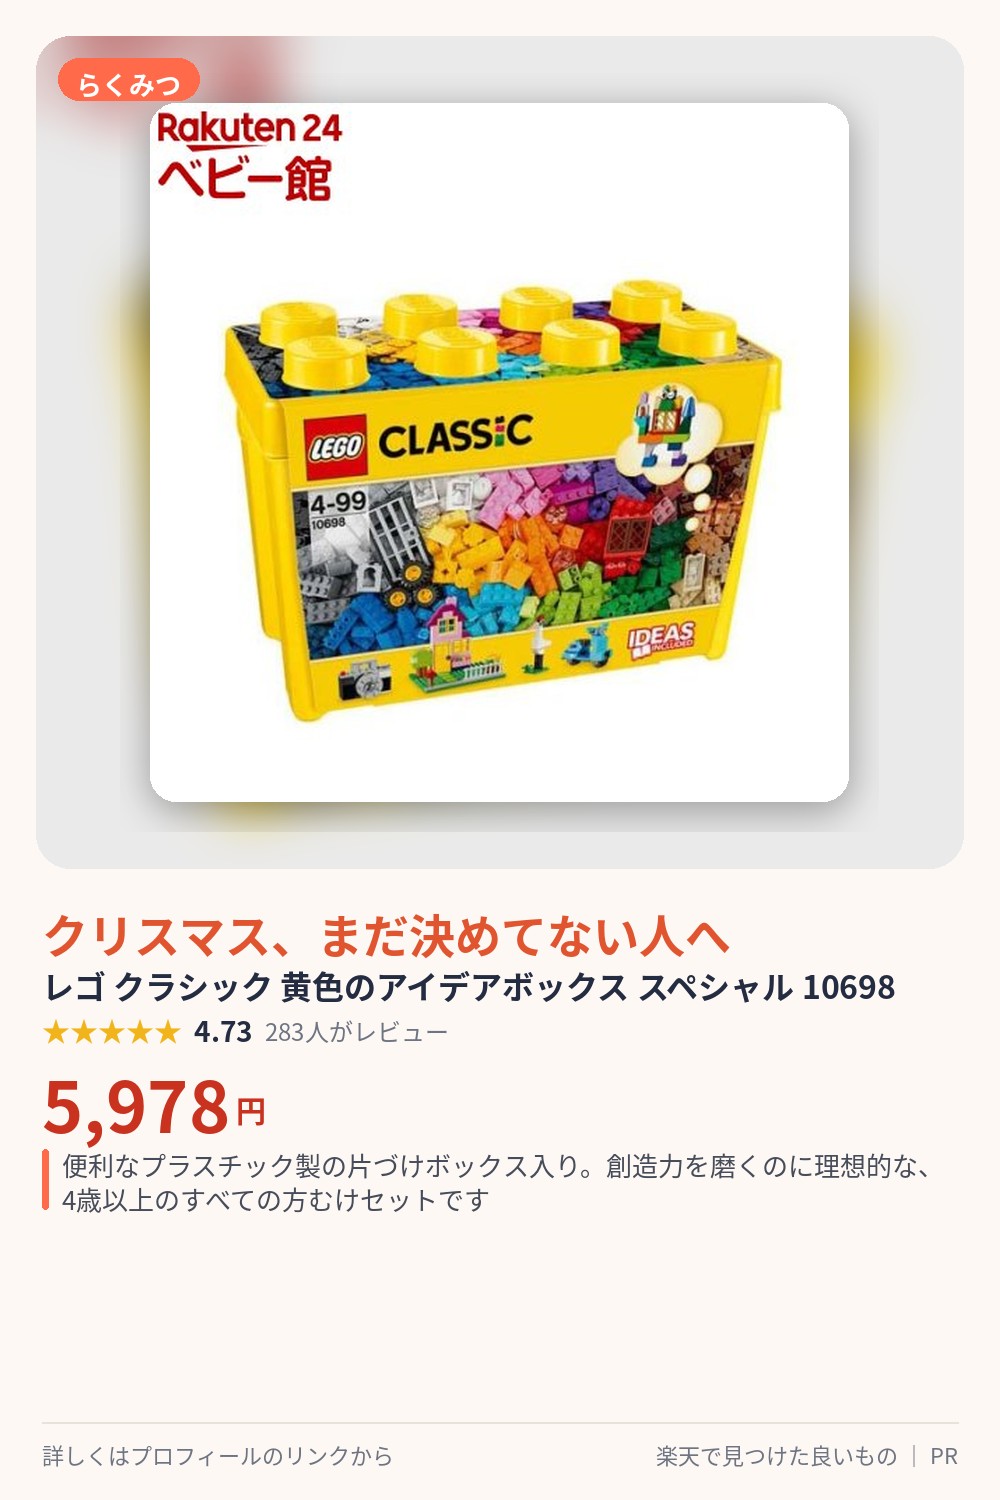 らくみつ
Rakuten 24
ベビー館
LEGO CLASSIC
4-99
10698
IDEAS
INCLUDED
クリスマス、まだ決めてない人へ
レゴ クラシック 黄色のアイデアボックス スペシャル 10698
★★★★★ 4.73 283人がレビュー
5,978円
便利なプラスチック製の片づけボックス入り。創造力を磨くのに理想的な、
4歳以上のすべての方むけセットです
詳しくはプロフィールのリンクから
楽天で見つけた良いもの｜PR